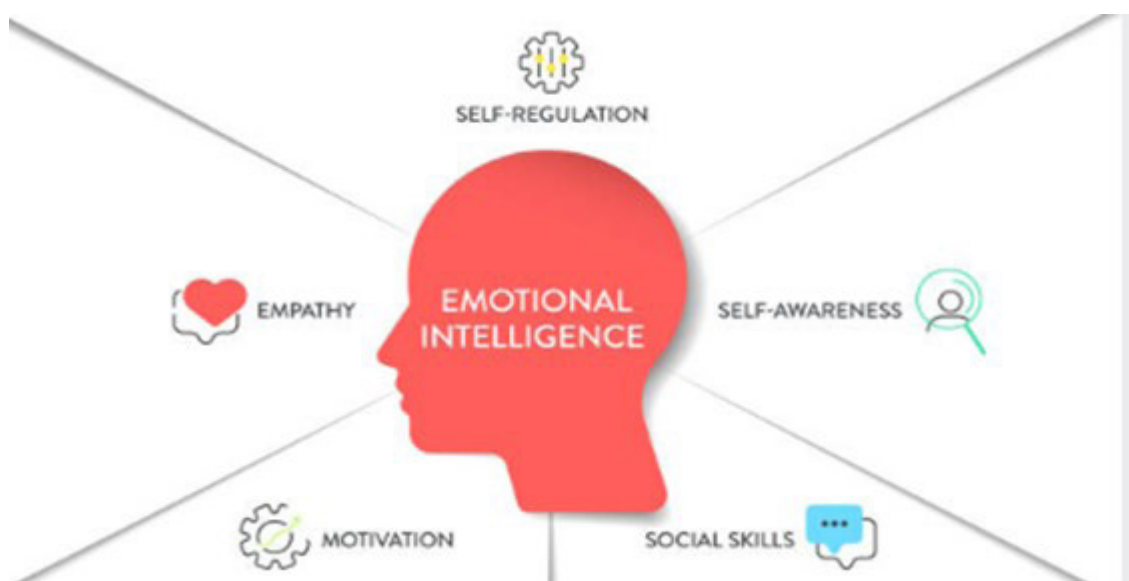 SELF-REGULATION
EMPATHY
EMOTIONAL
INTELLIGENCE
SELF-AWARENESS
MOTIVATION
SOCIAL SKILLS